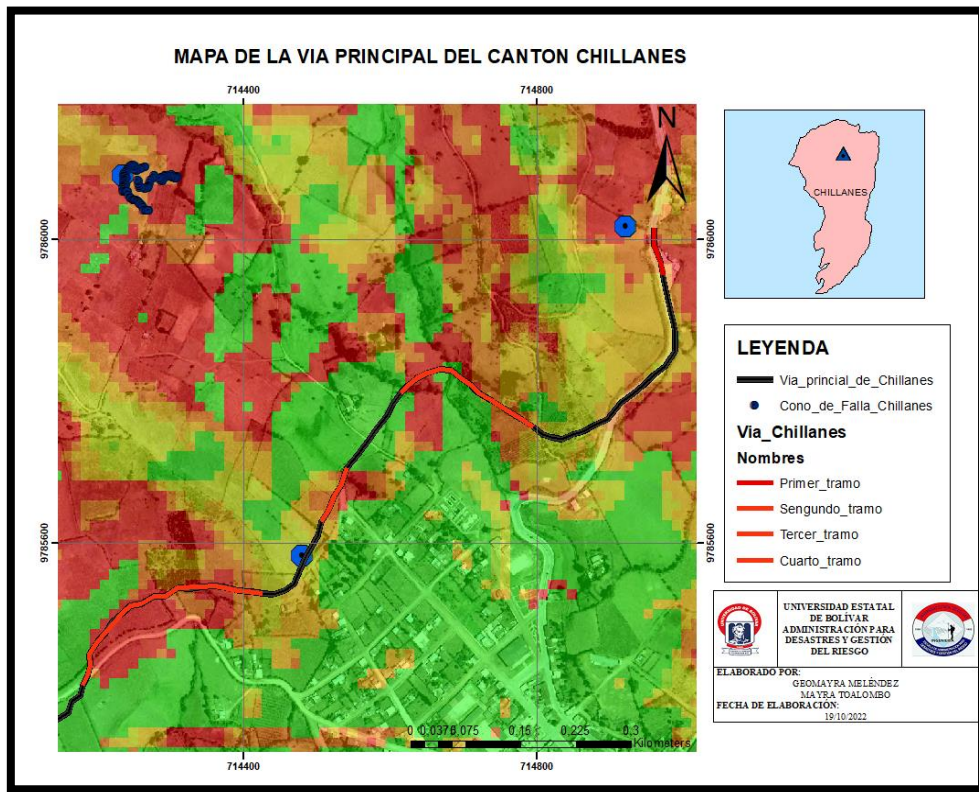 MAPA DE LA VIA PRINCIPAL DEL CANTON CHILLANES
714400
714800
N
9786000
9786000
9785600
9785600
0 0.0375 0.075 0.15 0.225 0.3
Kilometers
714400
714800
CHILLANES
LEYENDA
Via_princial_de_Chillanes
Cono_de_Falla_Chillanes
Via_Chillanes
Nombres
Primer_tramo
Sengundo_tramo
Tercer_tramo
Cuarto_tramo
UNIVERSIDAD ESTATAL
DE BOLÍVAR
ADMINISTRACIÓN PARA
DESASTRES Y GESTIÓN
DEL RIESGO
ELABORADO POR:
GEOMAYRA MELÉNDEZ
MAYRA TOALOMBO
FECHA DE ELABORACIÓN:
19/10/2022